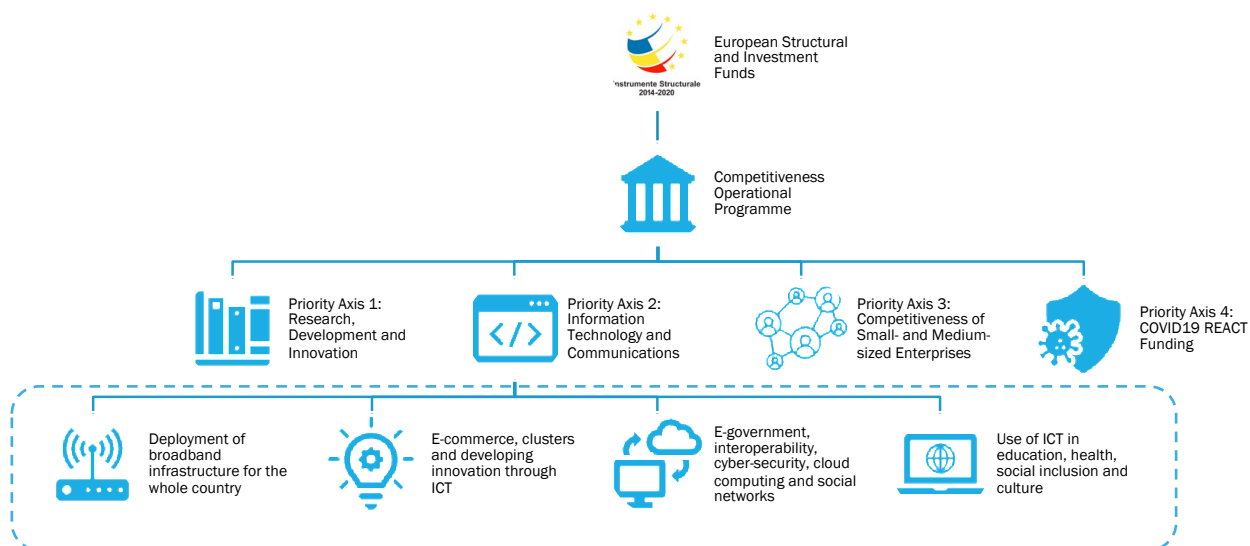 European Structural
and Investment
Funds
nstrumente Structurale
2014-2020
Competitiveness
Operational
Programme
Priority Axis 1:
Research,
Development and
Innovation
</>
Priority Axis 2:
Information
Technology and
Communications
Priority Axis 3:
Competitiveness of
Small- and Medium-
sized Enterprises
Priority Axis 4:
COVID19 REACT
Funding
Deployment of
broadband
infrastructure for the
whole country
E-commerce, clusters
and developing
innovation through
ICT
E-government,
interoperability,
cyber-security, cloud
computing and social
networks
Use of ICT in
education, health,
social inclusion and
culture